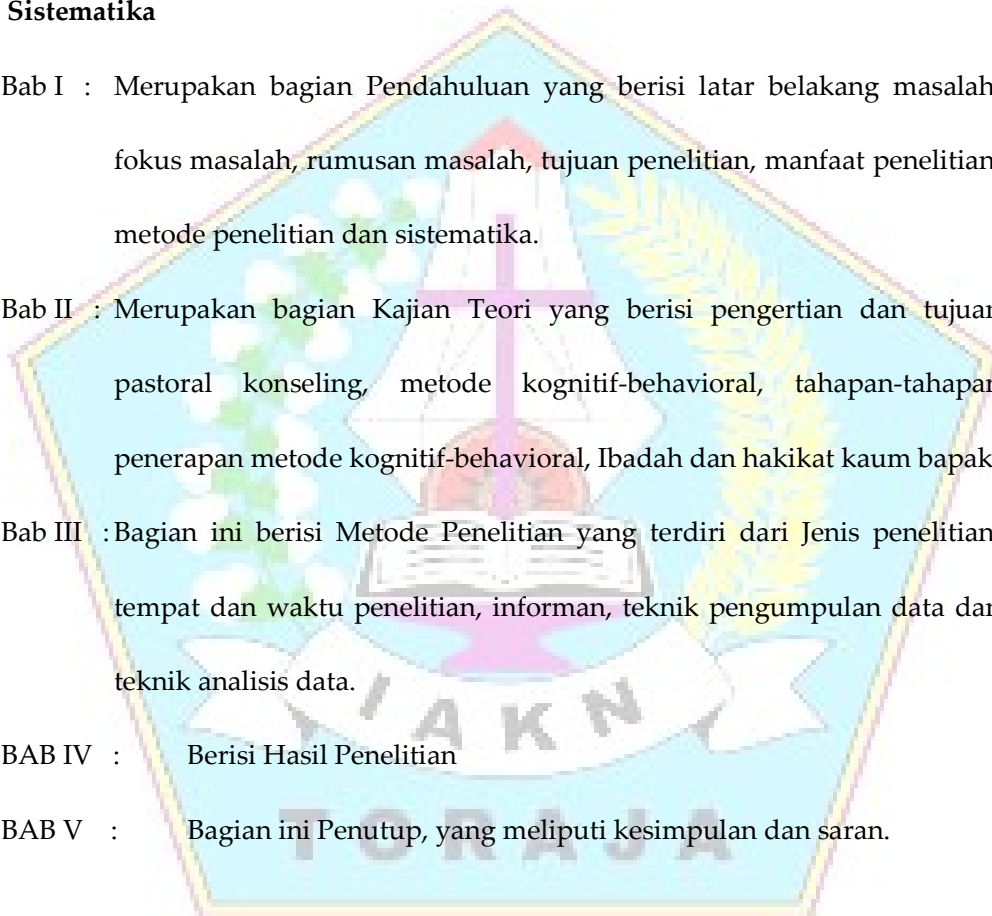 Sistematika
Bab I : Merupakan bagian Pendahuluan yang berisi latar belakang masalah
fokus masalah, rumusan masalah, tujuan penelitian, manfaat penelitian
metode penelitian dan sistematika.
Bab II : Merupakan bagian Kajian Teori yang berisi pengertian dan tujuan
pastoral konseling, metode kognitif-behavioral, tahapan-tahapan
penerapan metode kognitif-behavioral, Ibadah dan hakikat kaum bapak
Bab III : Bagian ini berisi Metode Penelitian yang terdiri dari Jenis penelitian
tempat dan waktu penelitian, informan, teknik pengumpulan data dan
teknik analisis data.
IAKN
BAB IV : Berisi Hasil Penelitian
BAB V : Bagian ini Penutup, yang meliputi kesimpulan dan saran.
TORAJA